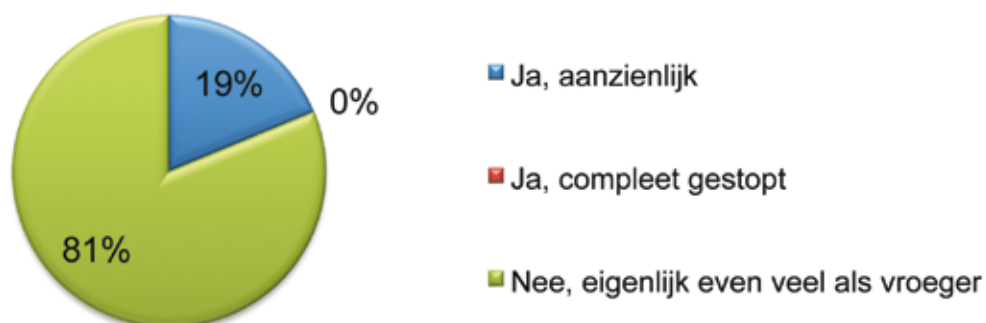 19%
0%
81%
Ja, aanzienlijk
Ja, compleet gestopt
Nee, eigenlijk even veel als vroeger